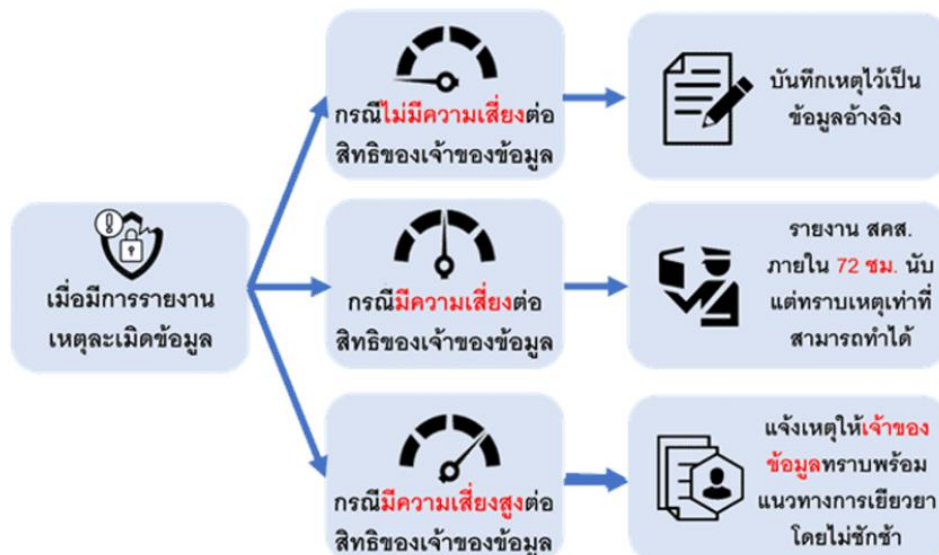 เมื่อมีการรายงาน
เหตุละเมิดข้อมูล
กรณีไม่มีความเสี่ยงต่อ
สิทธิของเจ้าของข้อมูล
บันทึกเหตุไว้เป็น
ข้อมูลอ้างอิง
กรณีมีความเสี่ยงต่อ
สิทธิของเจ้าของข้อมูล
รายงาน สคส.
ภายใน 72 ชม. นับ
แต่ทราบเหตุเท่าที่
สามารถทำได้
กรณีมีความเสี่ยงสูงต่อ
สิทธิของเจ้าของข้อมูล
แจ้งเหตุให้เจ้าของ
ข้อมูลทราบพร้อม
แนวทางการเยียวยา
โดยไม่ชักช้า